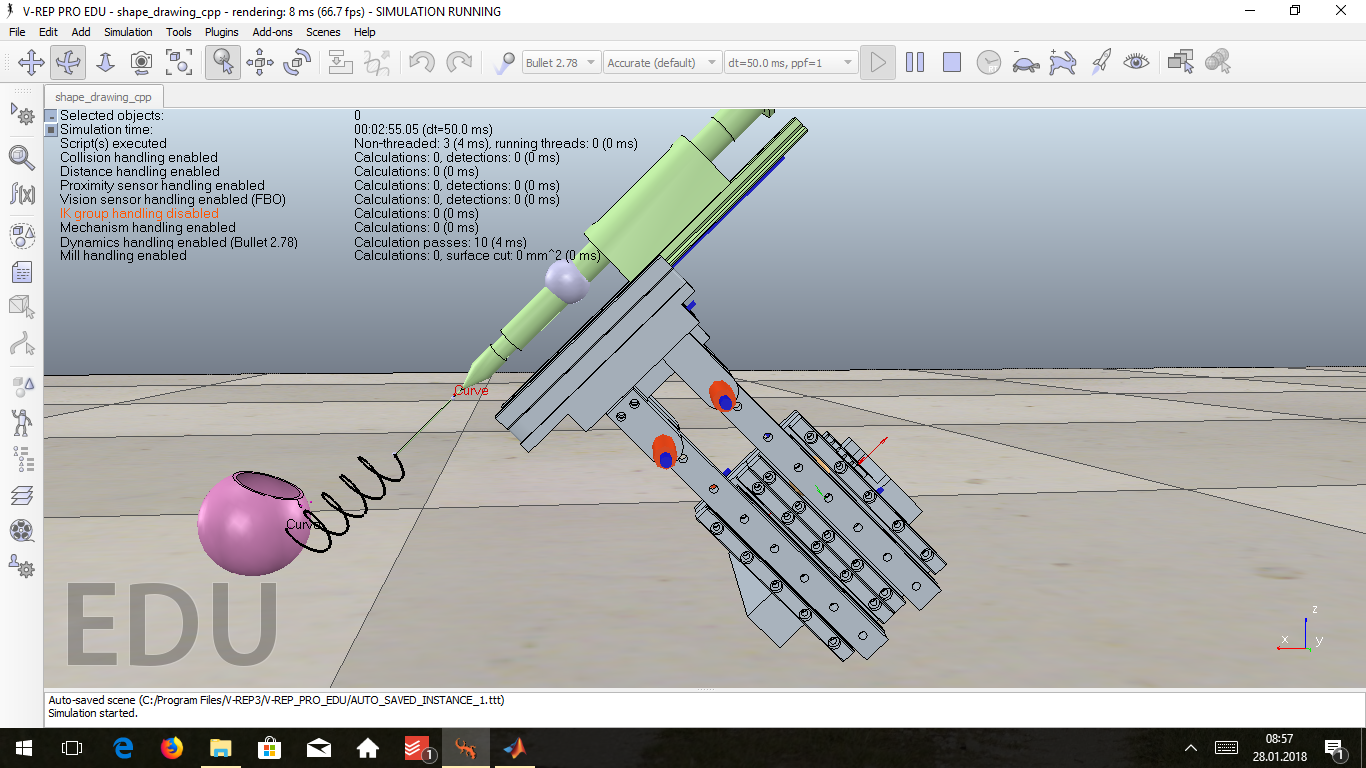 V-REP PRO EDU - shape_drawing_cpp - rendering: 8 ms (66.7 fps) - SIMULATION RUNNING
File Edit Add Simulation Tools Plugins Add-ons Scenes Help
Bullet 2.78 Accurate (default) dt=50.0 ms, ppf=1
f(x)
shape_drawing_cpp
Selected objects: 0
Simulation time: 00:02:55.05 (dt=50.0 ms)
Script(s) executed Non-threaded: 3 (4 ms), running threads: 0 (0 ms)
Collision handling enabled Calculations: 0, detections: 0 (0 ms)
Distance handling enabled Calculations: 0 (0 ms)
Proximity sensor handling enabled Calculations: 0, detections: 0 (0 ms)
Vision sensor handling enabled (FBO) Calculations: 0, detections: 0 (0 ms)
IK group handling disabled Calculations: 0 (0 ms)
Mechanism handling enabled Calculations: 0 (0 ms)
Dynamics handling enabled (Bullet 2.78) Calculation passes: 10 (4 ms)
Mill handling enabled Calculations: 0, surface cut: 0 mm^2 (0 ms)
Curve
Curve
EDU
z
x y
Auto-saved scene (C:/Program Files/V-REP3/V-REP_PRO_EDU/AUTO_SAVED_INSTANCE_1.ttt)
Simulation started.
1
08:57
28.01.2018
1